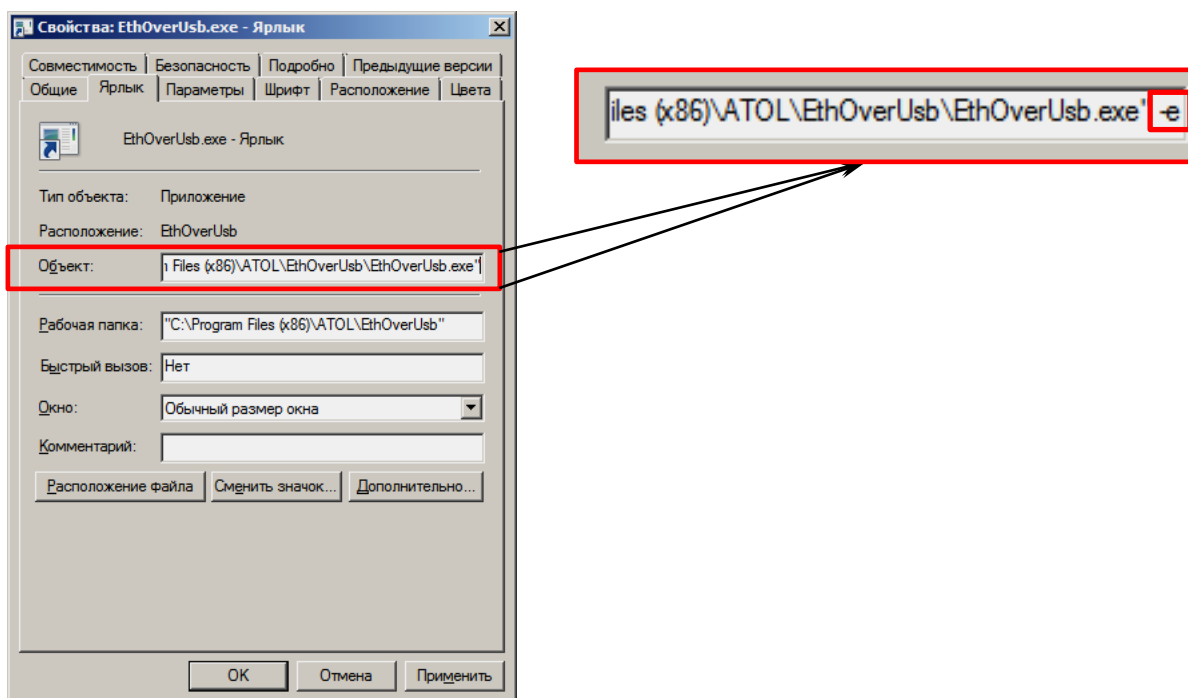 Свойства: EthOverUsb.exe - Ярлык
Совместимость Безопасность Подробно Предыдущие версии
Общие Ярлык Параметры Шрифт Расположение Цвета
EthOverUsb.exe - Ярлык
Тип объекта: Приложение
Расположение: EthOverUsb
Объект: Files (x86)\ATOL\EthOverUsb\EthOverUsb.exe"
Рабочая папка: "C:\Program Files (x86)\ATOL\EthOverUsb"
Быстрый вызов: Нет
Окно: Обычный размер окна
Комментарий:
Расположение файла Сменить значок... Дополнительно...
OK Отмена Применить
iles (x86)\ATOL\EthOverUsb\EthOverUsb.exe" -e